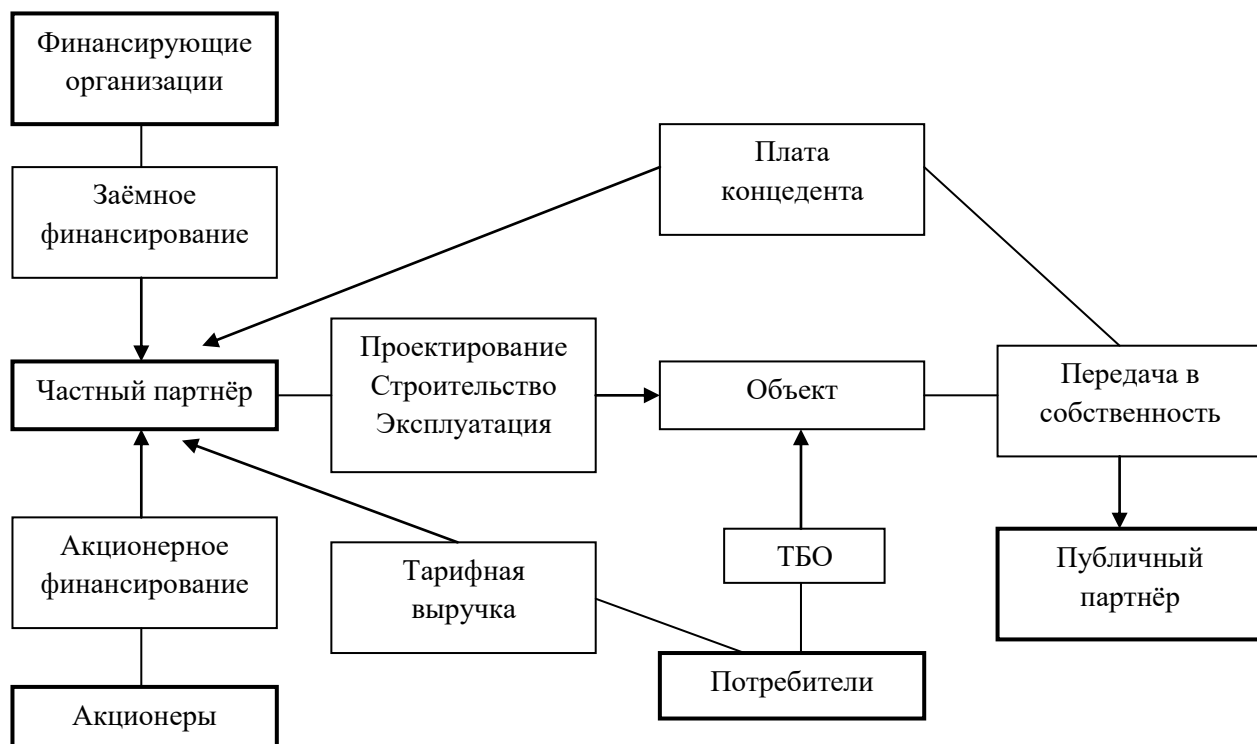 Финансирующие
организации
Заёмное
финансирование
Плата
концедента
Частный партнёр
Проектирование
Строительство
Эксплуатация
Объект
Передача в
собственность
Акционерное
финансирование
Тарифная
выручка
ТБО
Публичный
партнёр
Акционеры
Потребители